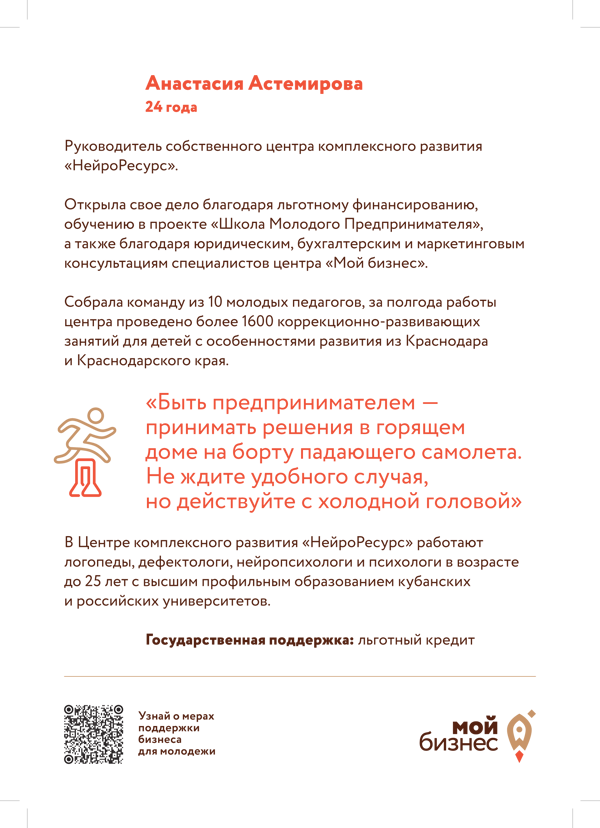 Анастасия Астемирова
24 года
Руководитель собственного центра комплексного развития
«НейроРесурс».
Открыла свое дело благодаря льготному финансированию,
обучению в проекте «Школа Молодого Предпринимателя»,
а также благодаря юридическим, бухгалтерским и маркетинговым
консультациям специалистов центра «Мой бизнес».
Собрала команду из 10 молодых педагогов, за полгода работы
центра проведено более 1600 коррекционно-развивающих
занятий для детей с особенностями развития из Краснодара
и Краснодарского края.
«Быть предпринимателем —
принимать решения в горящем
доме на борту падающего самолета.
Не ждите удобного случая,
но действуйте с холодной головой»
В Центре комплексного развития «НейроРесурс» работают
логопеды, дефектологи, нейропсихологи и психологи в возрасте
до 25 лет с высшим профильным образованием кубанских
и российских университетов.
Государственная поддержка: льготный кредит
Узнай о мерах
поддержки
бизнеса
для молодежи
мой
бизнес